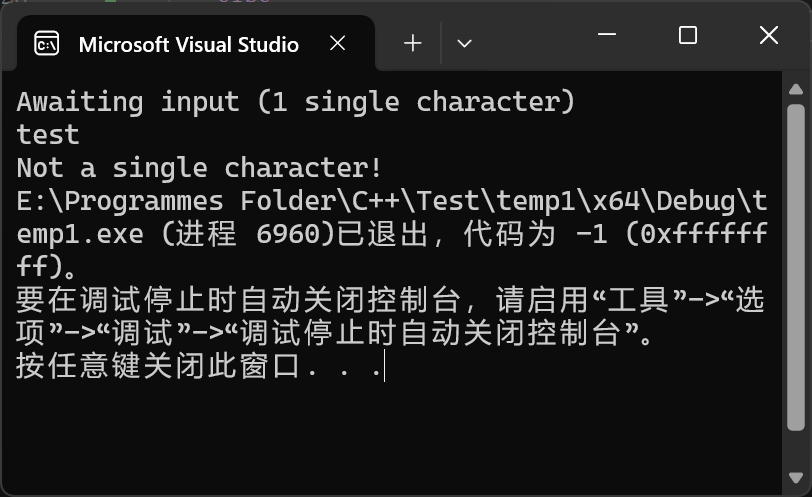 Microsoft Visual Studio
Awaiting input (1 single character)
test
Not a single character!
E:\Programmes Folder\C++\Test\temp1\x64\Debug\t
emp1.exe (进程 6960)已退出，代码为 -1 (0xffffff
ff)。
要在调试停止时自动关闭控制台，请启用“工具”->“选
项”->“调试”->“调试停止时自动关闭控制台”。
按任意键关闭此窗口. . .